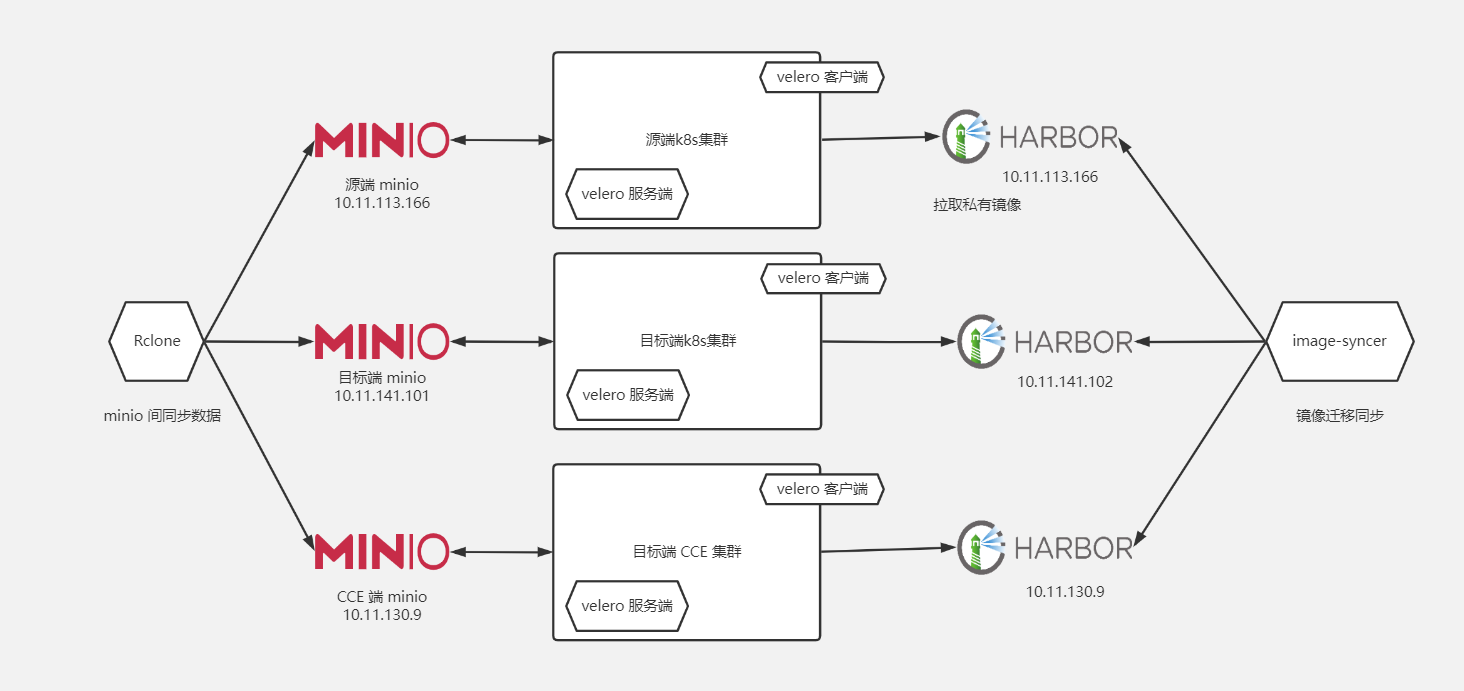 velero 客户端
MINIO
源端k8s集群
HARBOR
源端 minio
10.11.113.166
velero 服务端
10.11.113.166
拉取私有镜像
velero 客户端
Rclone
MINIO
目标端k8s集群
HARBOR
image-syncer
目标端 minio
10.11.141.101
velero 服务端
10.11.141.102
minio 间同步数据
镜像迁移同步
velero 客户端
MINIO
目标端 CCE 集群
HARBOR
CCE 端 minio
10.11.130.9
velero 服务端
10.11.130.9